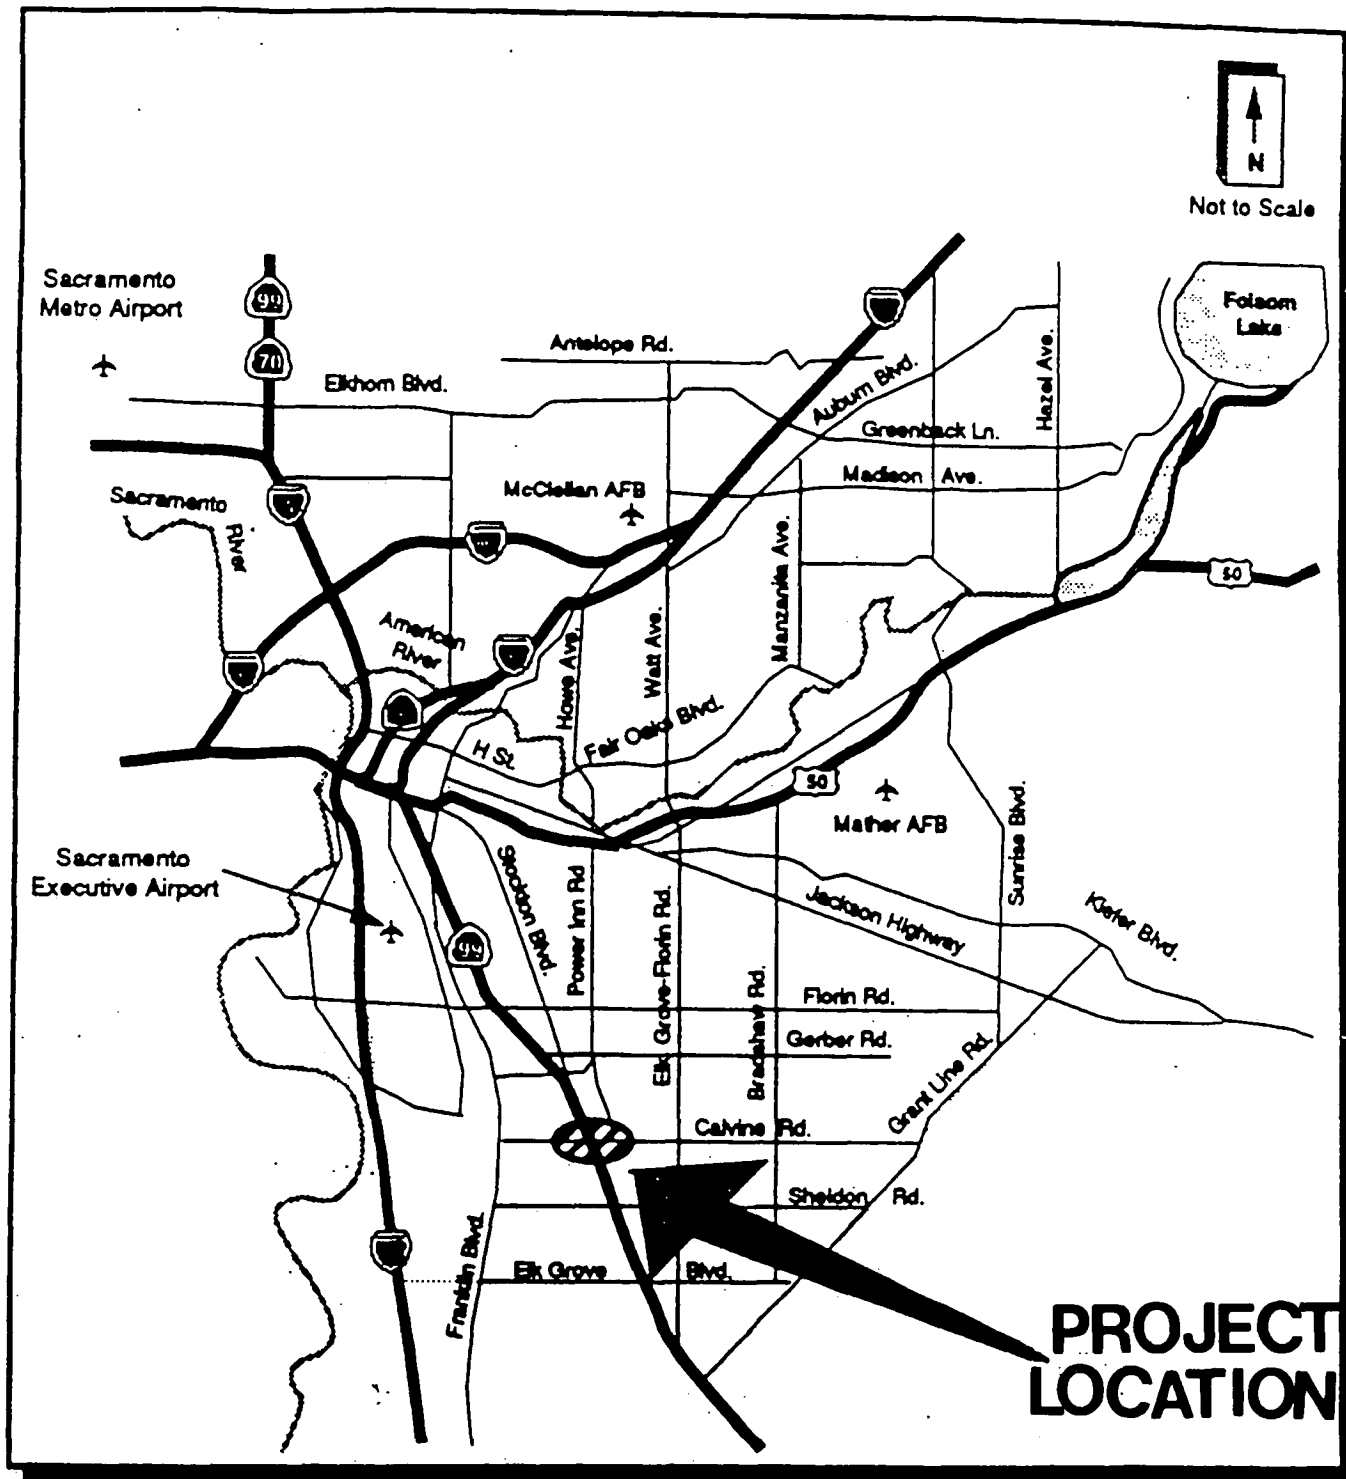 N
Not to Scale
Sacramento
Metro Airport
99
70
Folsom
Lake
Antelope Rd.
Elkhorn Blvd.
Auburn Blvd.
Hazel Ave.
Greenback Ln.
Madison Ave.
McClellan AFB
Sacramento
River
Manzanita Ave.
50
American
River
Howe Ave.
Watt Ave.
Fair Oaks Blvd.
H St.
50
Mather AFB
Sunrise Blvd.
Sacramento
Executive Airport
Stockton Blvd.
Power Inn Rd
Elk Grove-Florin Rd.
Jackson Highway
Kiefer Blvd.
99
Bradshaw Rd.
Florin Rd.
Gerber Rd.
Grant Line Rd.
Calvine Rd.
Sheldon Rd.
Franklin Blvd.
Elk Grove Blvd.
PROJECT
LOCATION